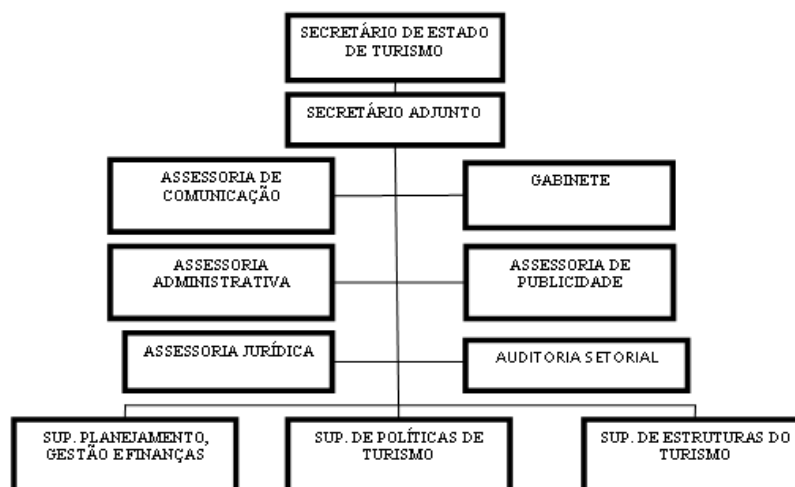 SECRETÁRIO DE ESTADO
DE TURISMO
SECRETÁRIO ADJUNTO
ASSESSORIA DE
COMUNICAÇÃO
GABINETE
ASSESSORIA
ADMINISTRATIVA
ASSESSORIA DE
PUBLICIDADE
ASSESSORIA JURÍDICA
AUDITORIA SETORIAL
SUP. PLANEJAMENTO,
GESTÃO E FINANÇAS
SUP. DE POLÍTICAS DE
TURISMO
SUP. DE ESTRUTURAS DO
TURISMO